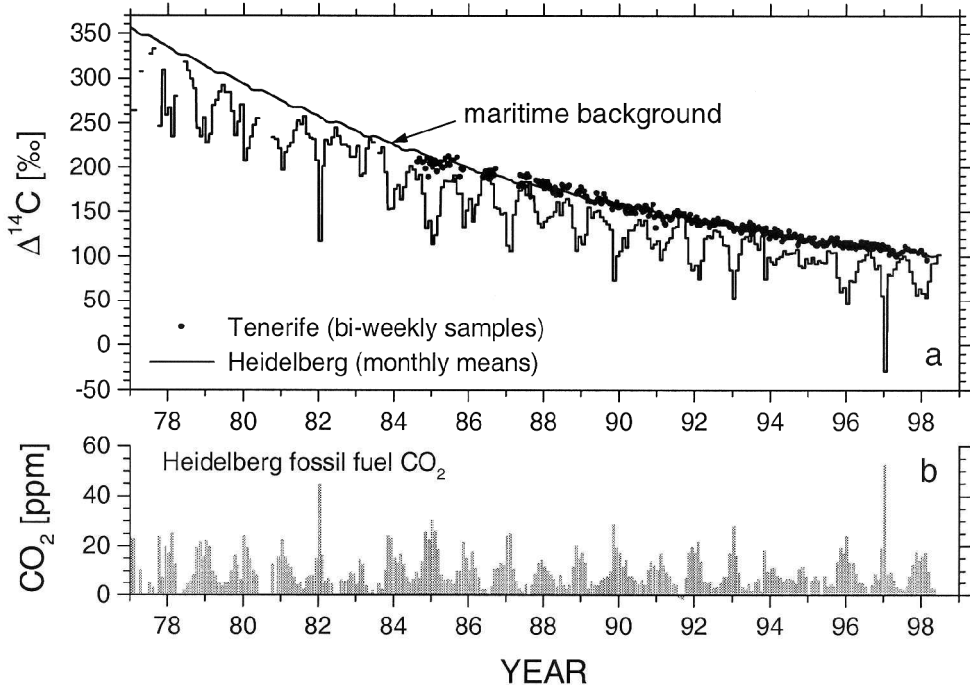 350
300
250
200
150
100
50
0
-50
Δ¹⁴C [‰]
maritime background
Tenerife (bi-weekly samples)
Heidelberg (monthly means)
a
78 80 82 84 86 88 90 92 94 96 98
60
40
20
0
CO₂ [ppm]
Heidelberg fossil fuel CO₂
b
78 80 82 84 86 88 90 92 94 96 98
YEAR